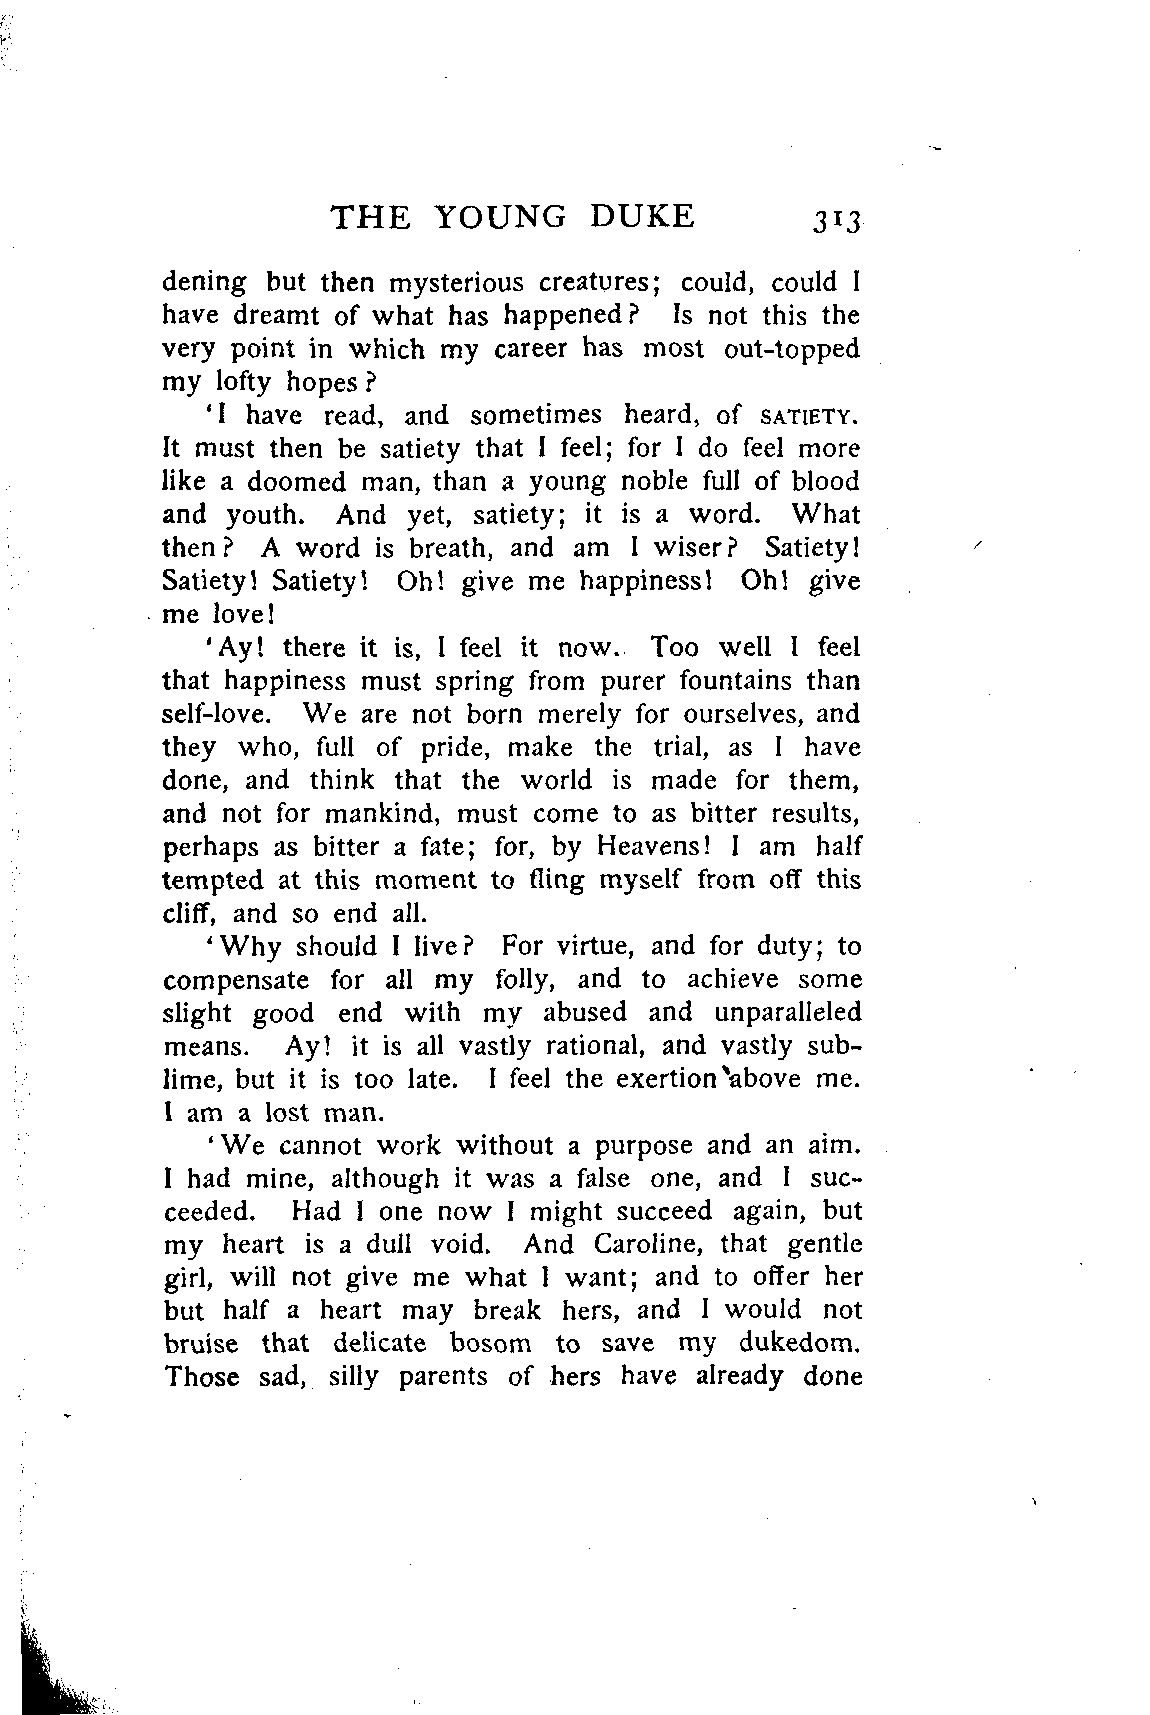 THE YOUNG DUKE 313
dening but then mysterious creatures; could, could I
have dreamt of what has happened? Is not this the
very point in which my career has most out-topped
my lofty hopes?
'I have read, and sometimes heard, of SATIETY.
It must then be satiety that I feel; for I do feel more
like a doomed man, than a young noble full of blood
and youth. And yet, satiety; it is a word. What
then? A word is breath, and am I wiser? Satiety!
Satiety! Satiety! Oh! give me happiness! Oh! give
me love!
'Ay! there it is, I feel it now. Too well I feel
that happiness must spring from purer fountains than
self-love. We are not born merely for ourselves, and
they who, full of pride, make the trial, as I have
done, and think that the world is made for them,
and not for mankind, must come to as bitter results,
perhaps as bitter a fate; for, by Heavens! I am half
tempted at this moment to fling myself from off this
cliff, and so end all.
'Why should I live? For virtue, and for duty; to
compensate for all my folly, and to achieve some
slight good end with my abused and unparalleled
means. Ay! it is all vastly rational, and vastly sub-
lime, but it is too late. I feel the exertion above me.
I am a lost man.
'We cannot work without a purpose and an aim.
I had mine, although it was a false one, and I suc-
ceeded. Had I one now I might succeed again, but
my heart is a dull void. And Caroline, that gentle
girl, will not give me what I want; and to offer her
but half a heart may break hers, and I would not
bruise that delicate bosom to save my dukedom.
Those sad, silly parents of hers have already done